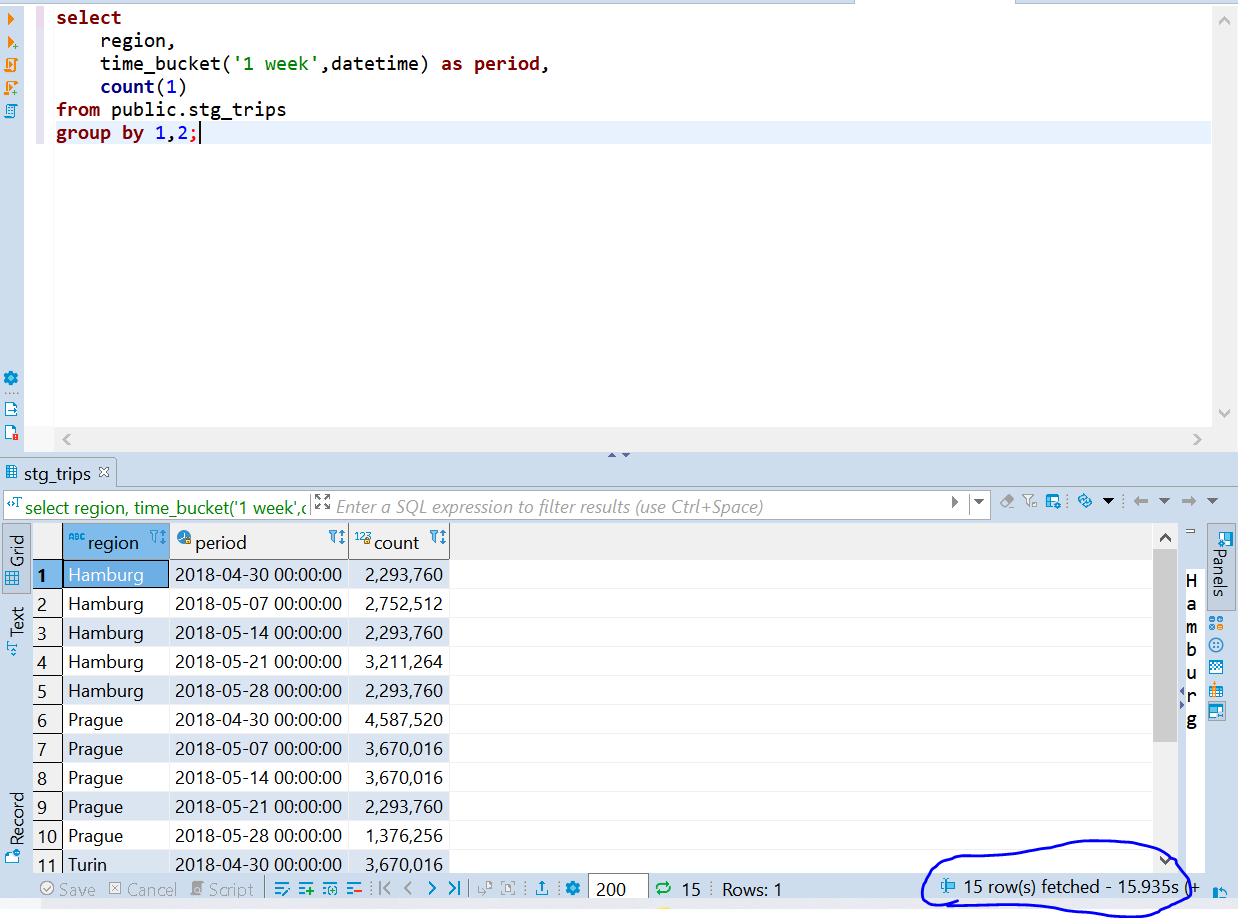 select
region,
time_bucket('1 week',datetime) as period,
count(1)
from public.stg_trips
group by 1,2;
stg_trips
select region, time_bucket('1 week',c
Enter a SQL expression to filter results (use Ctrl+Space)
Grid
Text
Record
ABC region period 123 count
1 Hamburg 2018-04-30 00:00:00 2,293,760
2 Hamburg 2018-05-07 00:00:00 2,752,512
3 Hamburg 2018-05-14 00:00:00 2,293,760
4 Hamburg 2018-05-21 00:00:00 3,211,264
5 Hamburg 2018-05-28 00:00:00 2,293,760
6 Prague 2018-04-30 00:00:00 4,587,520
7 Prague 2018-05-07 00:00:00 3,670,016
8 Prague 2018-05-14 00:00:00 3,670,016
9 Prague 2018-05-21 00:00:00 2,293,760
10 Prague 2018-05-28 00:00:00 1,376,256
11 Turin 2018-04-30 00:00:00 3,670,016
Hamburg
Panels
Save Cancel Script 200 15 Rows: 1 15 row(s) fetched - 15.935s (+